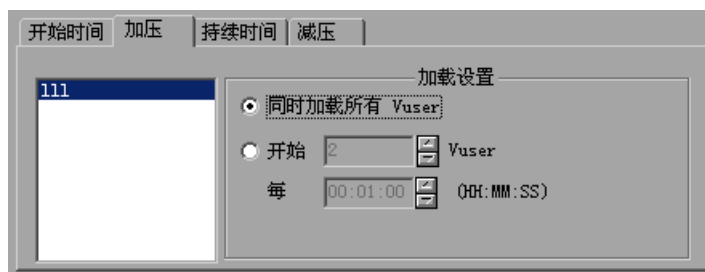 开始时间 加压 持续时间 减压
lll
加载设置
同时加载所有 Vuser
开始 2 Vuser
每 00:01:00 (HH:MM:SS)